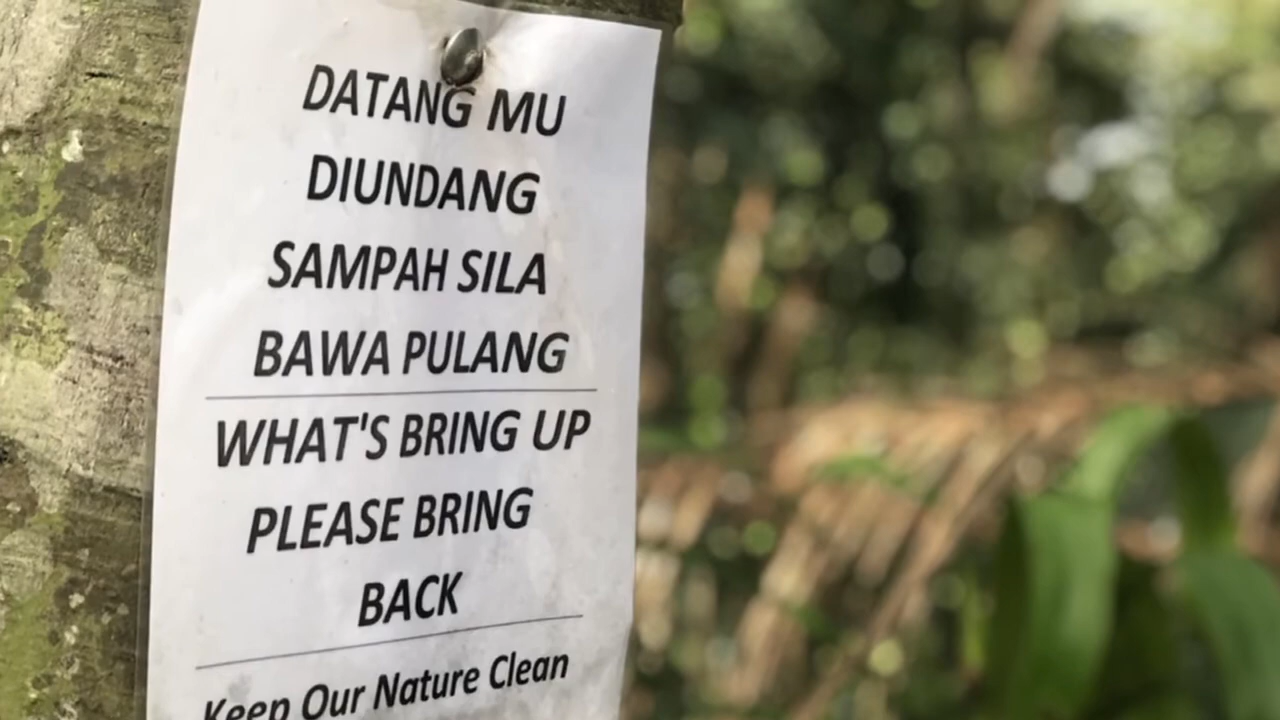 DATANG MU
DIUNDANG
SAMPAH SILA
BAWA PULANG
WHAT'S BRING UP
PLEASE BRING
BACK
Keep Our Nature Clean